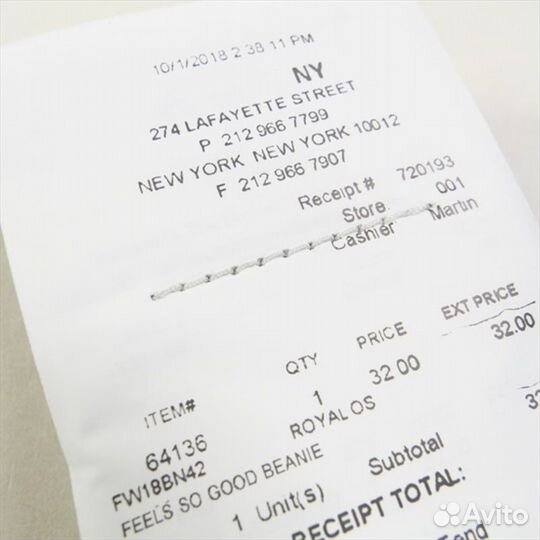 10/1/2018 2 38 11 PM
NY
274 LAFAYETTE STREET
P 212 966 7799
NEW YORK NEW YORK 10012
F 212 966 7907
Receipt # 720193
Store 001
Cashier Martin
ITEM# QTY PRICE EXT PRICE
64136 1 32.00 32.00
FW18BN42 ROYAL OS
FEELS SO GOOD BEANIE
1 Unit(s) Subtotal
RECEIPT TOTAL:
Tend
Avito